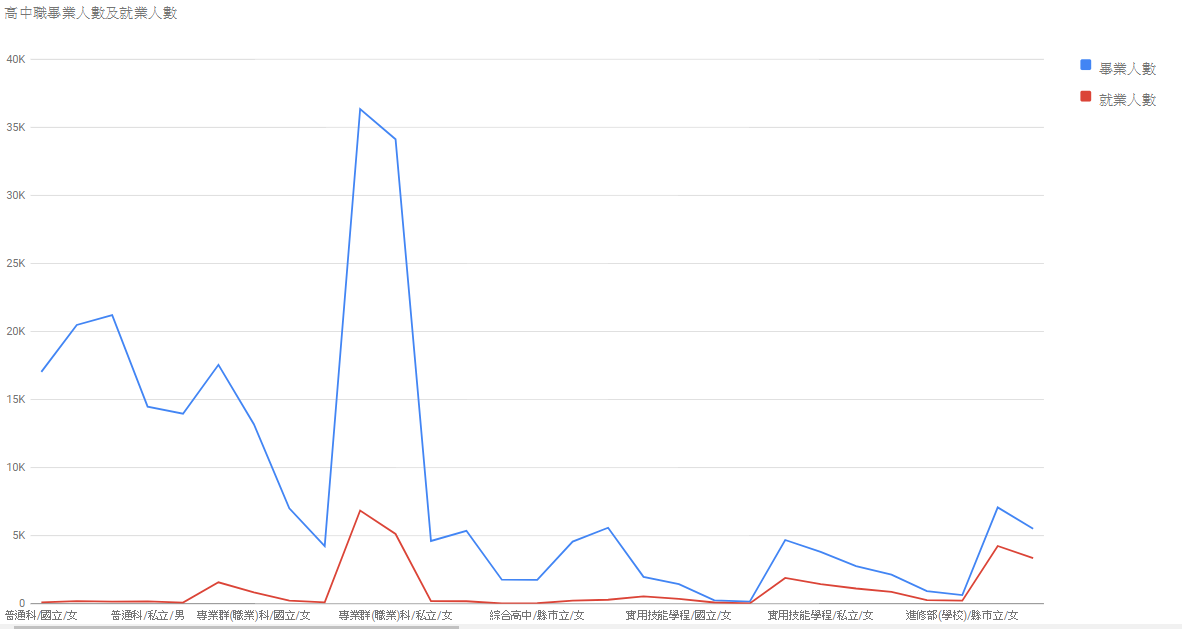 高中職畢業人數及就業人數
40K
畢業人數
就業人數
35K
30K
25K
20K
15K
10K
5K
0
普通科/國立/女
普通科/私立/男
專業群(職業)科/國立/女
專業群(職業)科/私立/女
綜合高中/縣市立/女
實用技能學程/國立/女
實用技能學程/私立/女
進修部(學校)/縣市立/女